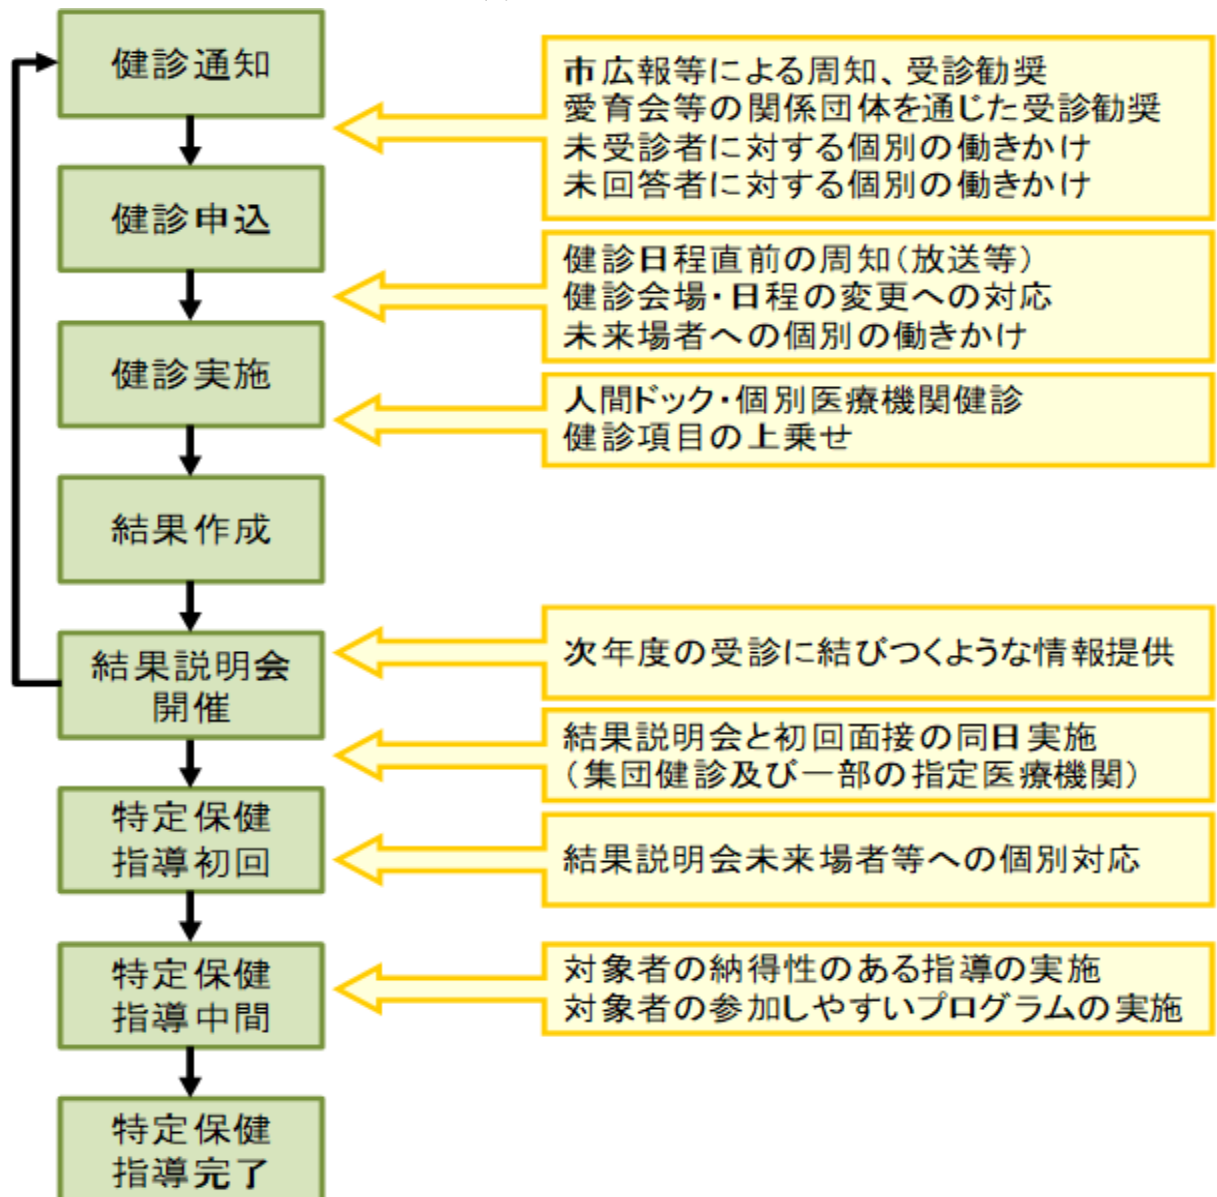 健診通知
市広報等による周知、受診勧奨
愛育会等の関係団体を通じた受診勧奨
未受診者に対する個別の働きかけ
未回答者に対する個別の働きかけ
健診申込
健診日程直前の周知(放送等)
健診会場・日程の変更への対応
未来場者への個別の働きかけ
健診実施
人間ドック・個別医療機関健診
健診項目の上乗せ
結果作成
結果説明会
開催
次年度の受診に結びつくような情報提供
結果説明会と初回面接の同日実施
(集団健診及び一部の指定医療機関)
特定保健
指導初回
結果説明会未来場者等への個別対応
特定保健
指導中間
対象者の納得性のある指導の実施
対象者の参加しやすいプログラムの実施
特定保健
指導完了